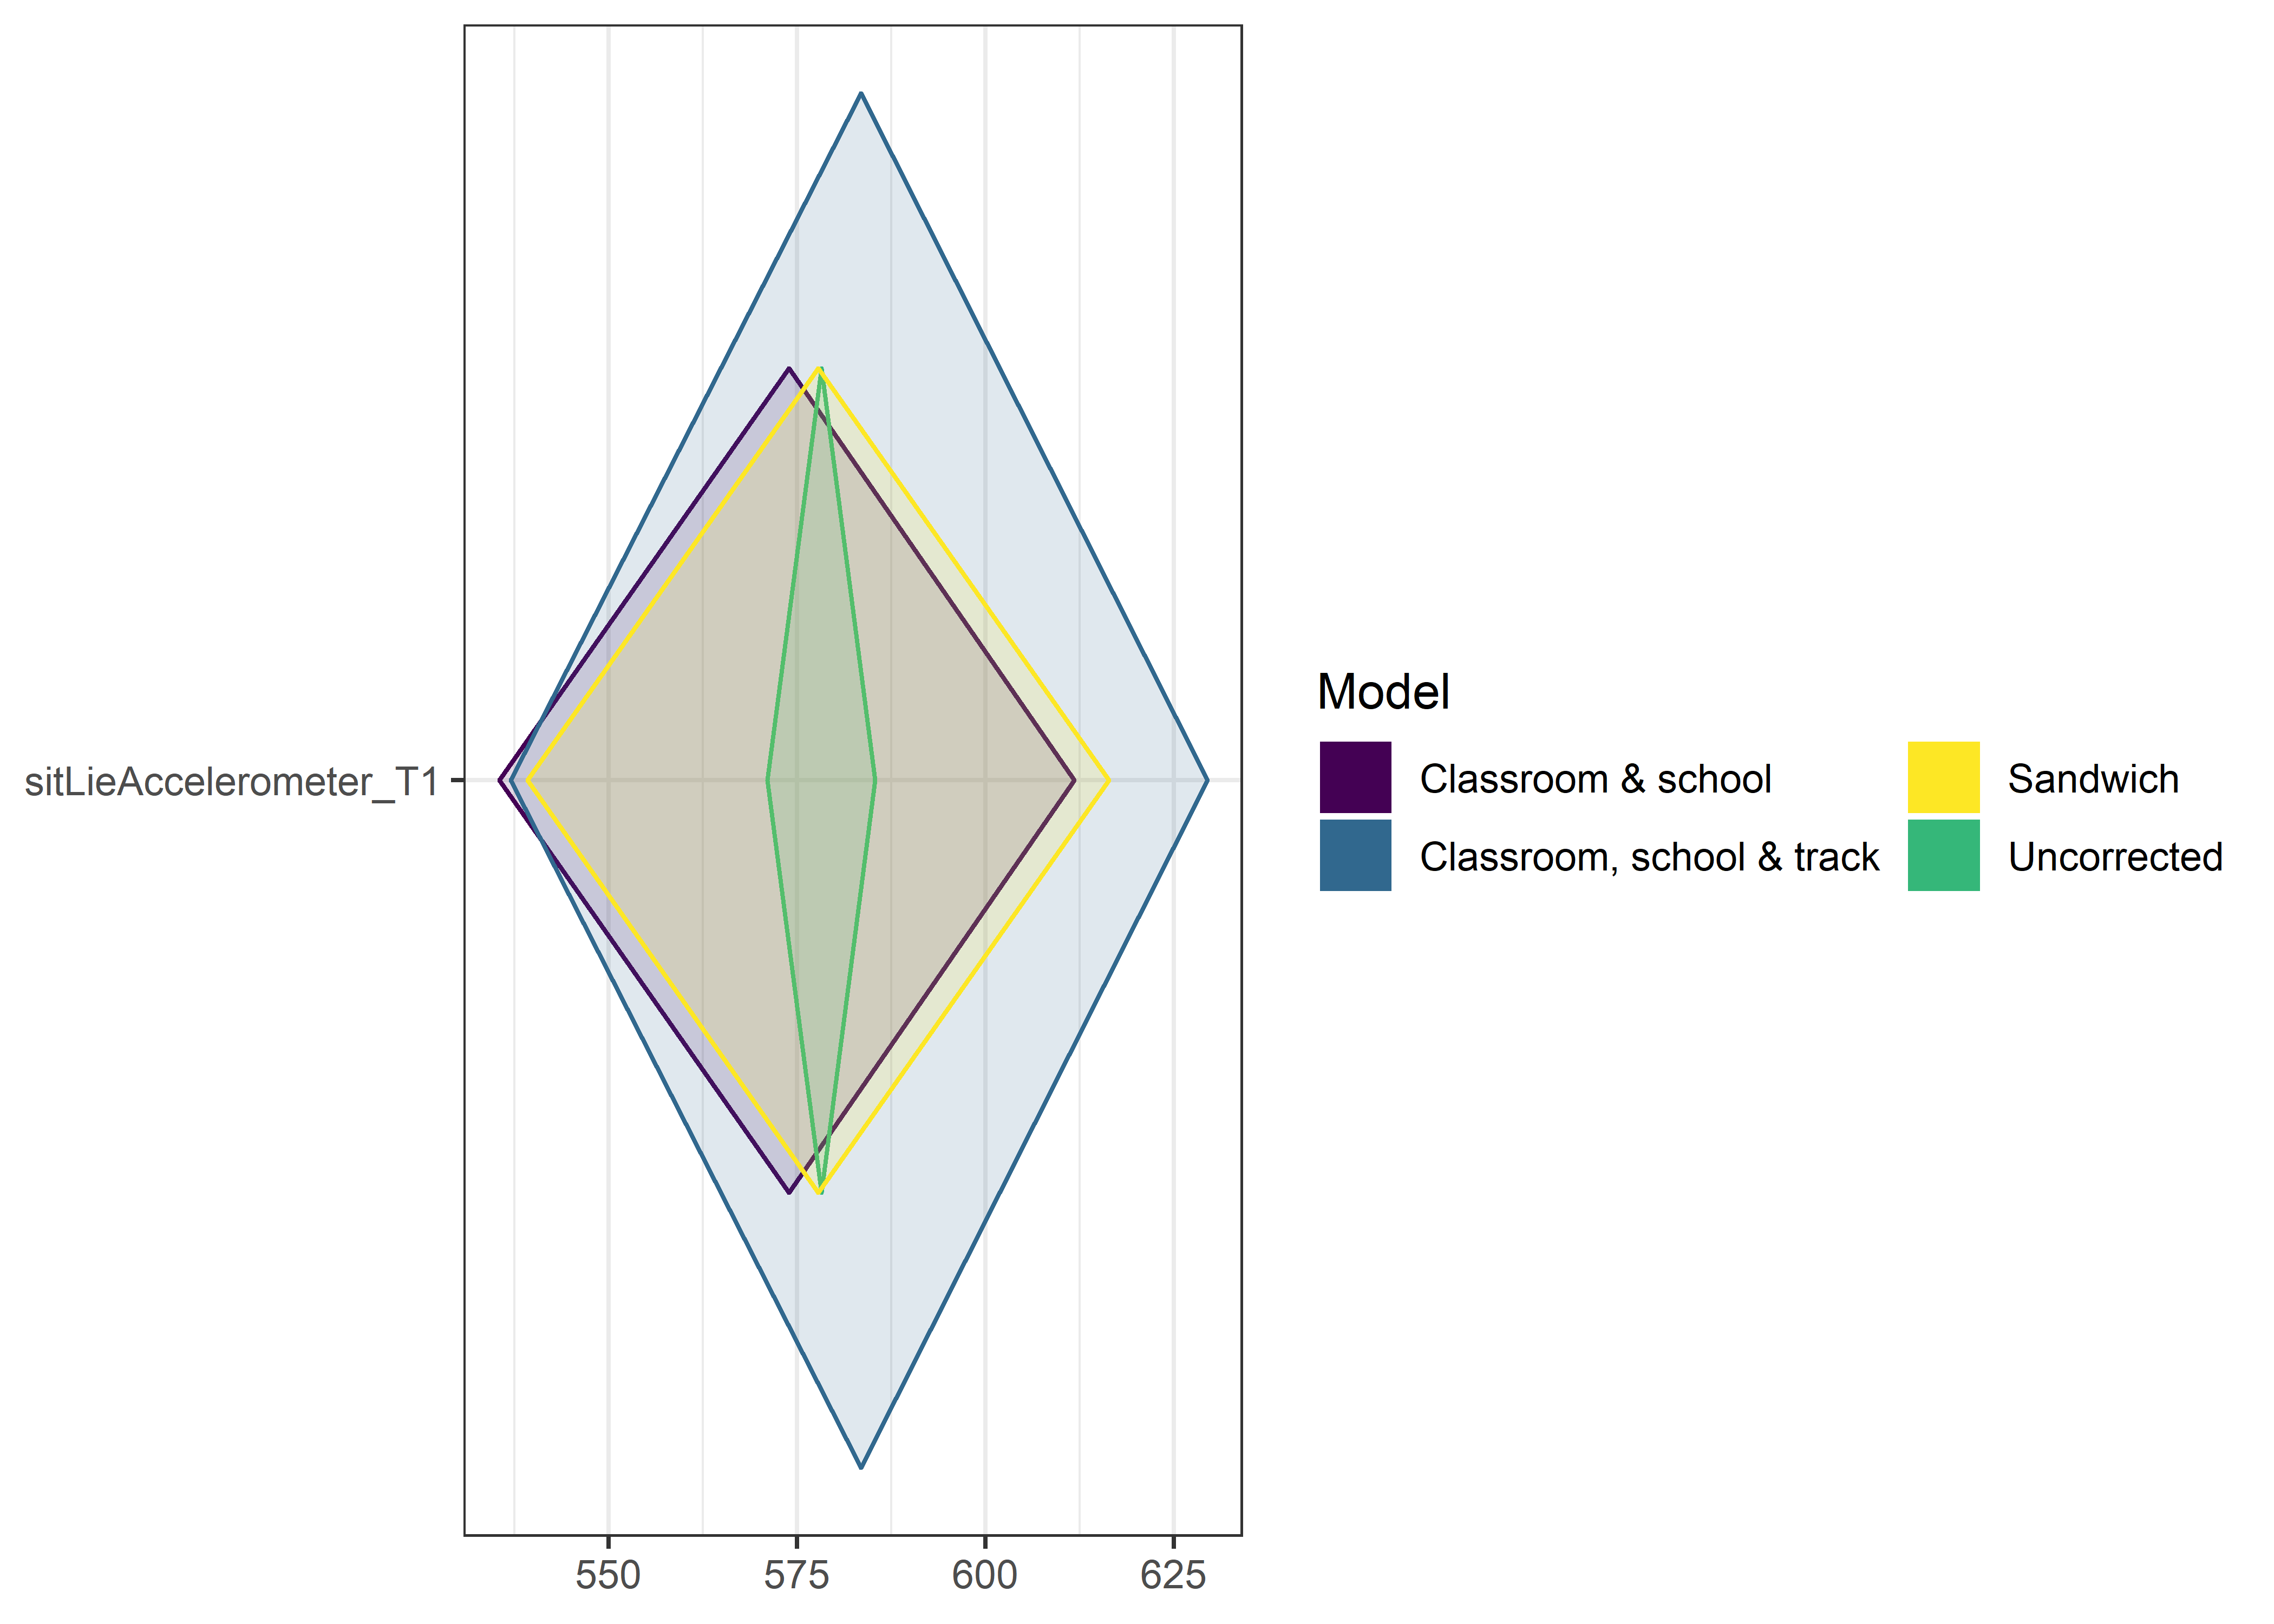 sitLieAccelerometer_T1
550
575
600
625
Model
Classroom & school
Classroom, school & track
Sandwich
Uncorrected